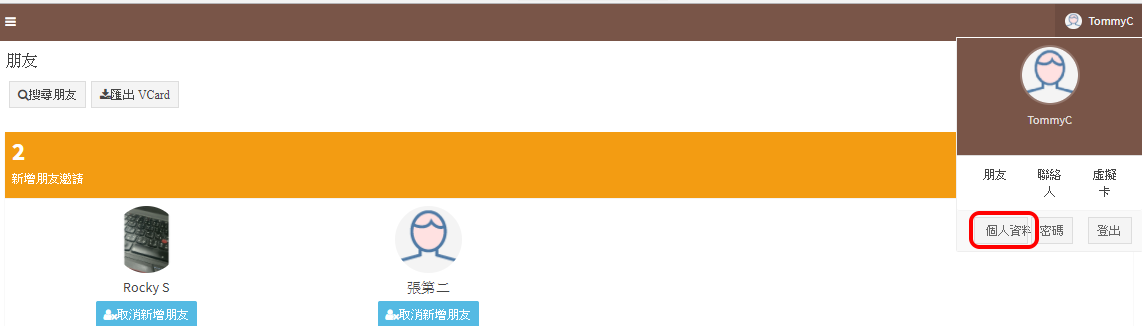 TommyC
朋友
搜尋朋友 匯出 VCard
TommyC
2
新增朋友邀請
朋友 聯絡人 虛擬卡
個人資料 密碼 登出
Rocky S 張第二
取消新增朋友 取消新增朋友